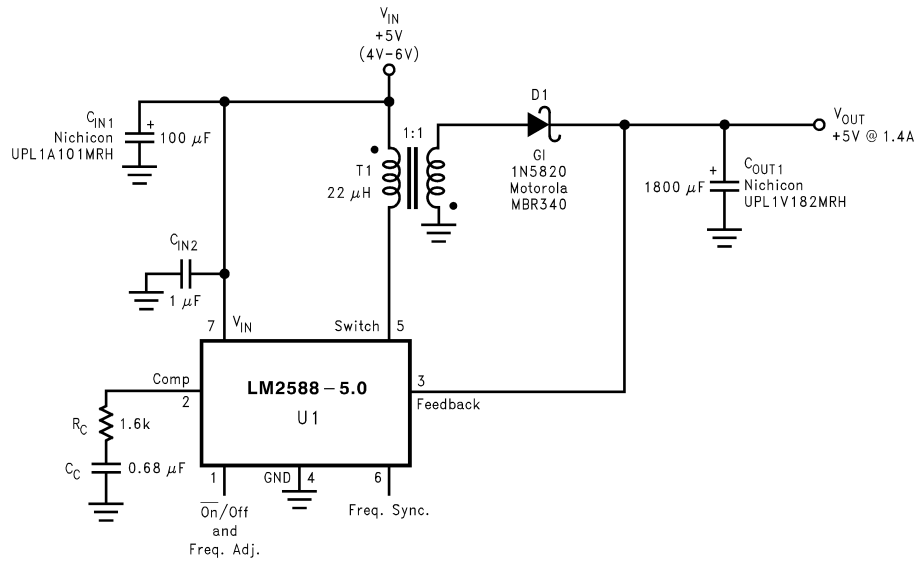 V_IN
+5V
(4V–6V)
C_IN1
Nichicon
UPL1A101MRH
+
100 μF
1:1
T1
22 μH
D1
GI
1N5820
Motorola
MBR340
V_OUT
+5V @ 1.4A
+
1800 μF
C_OUT1
Nichicon
UPL1V182MRH
C_IN2
1 μF
7 V_IN
Switch 5
Comp
2
LM2588–5.0
U1
3
Feedback
R_C 1.6k
C_C 0.68 μF
1
GND 4
6
O̅n̅/Off
and
Freq. Adj.
Freq. Sync.